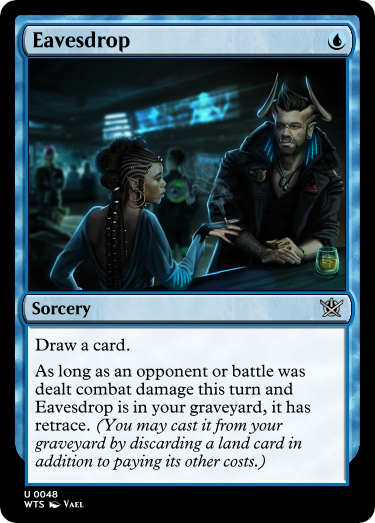 Eavesdrop
Sorcery
Draw a card.
As long as an opponent or battle was
dealt combat damage this turn and
Eavesdrop is in your graveyard, it has
retrace. (You may cast it from your
graveyard by discarding a land card in
addition to paying its other costs.)
U 0048
WTS VAEL